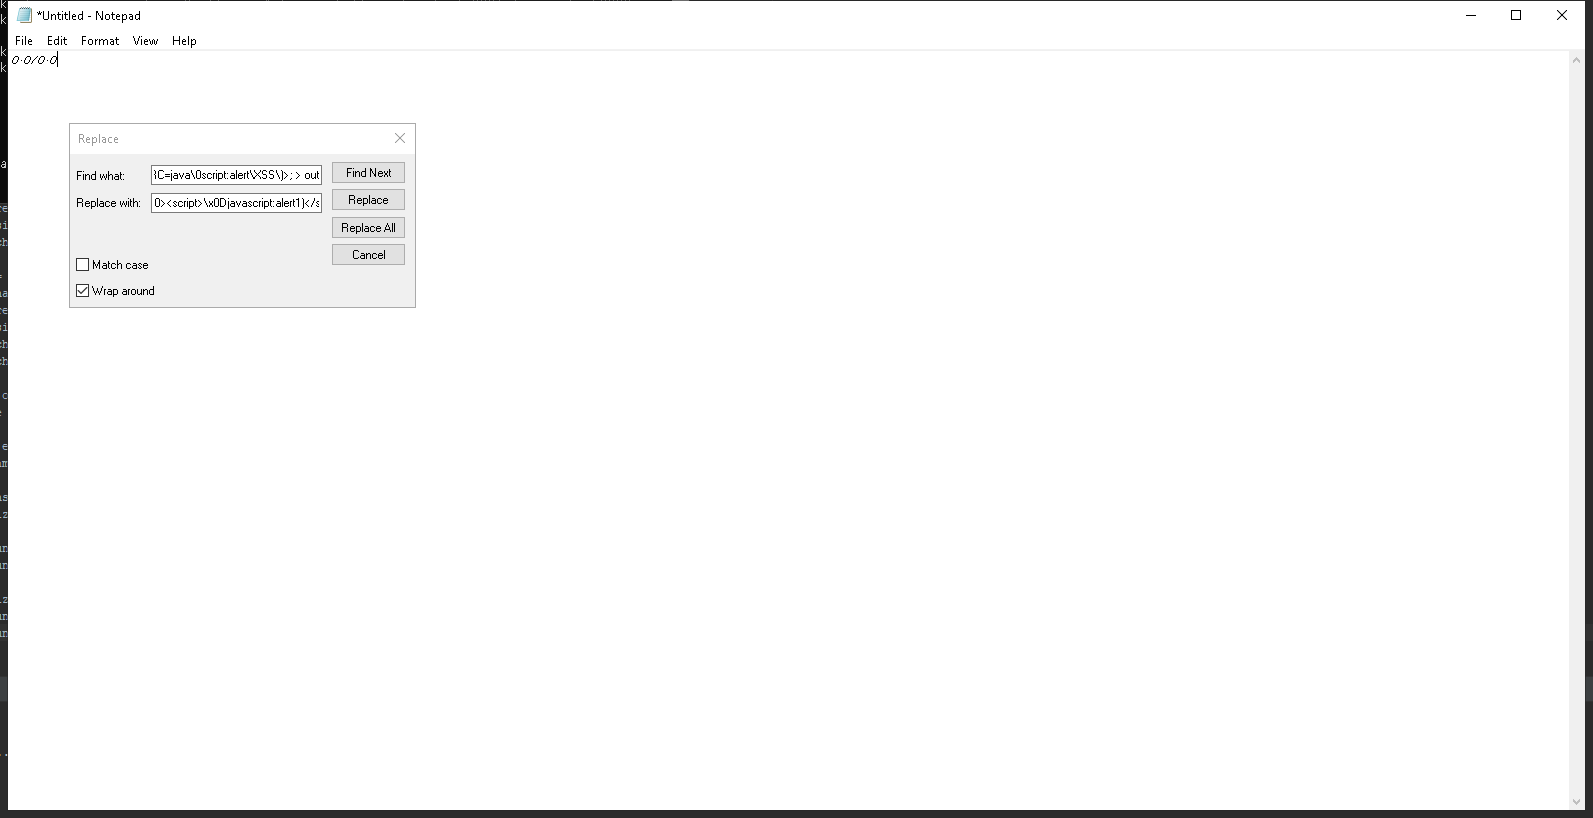 *Untitled - Notepad
File Edit Format View Help
0.0/0.0
Replace
Find what: }C=java\0script:alert\XSS\)>; > out Find Next
Replace with: 0><script>\x0Djavascript:alert1)</s Replace
Replace All
Cancel
Match case
Wrap around